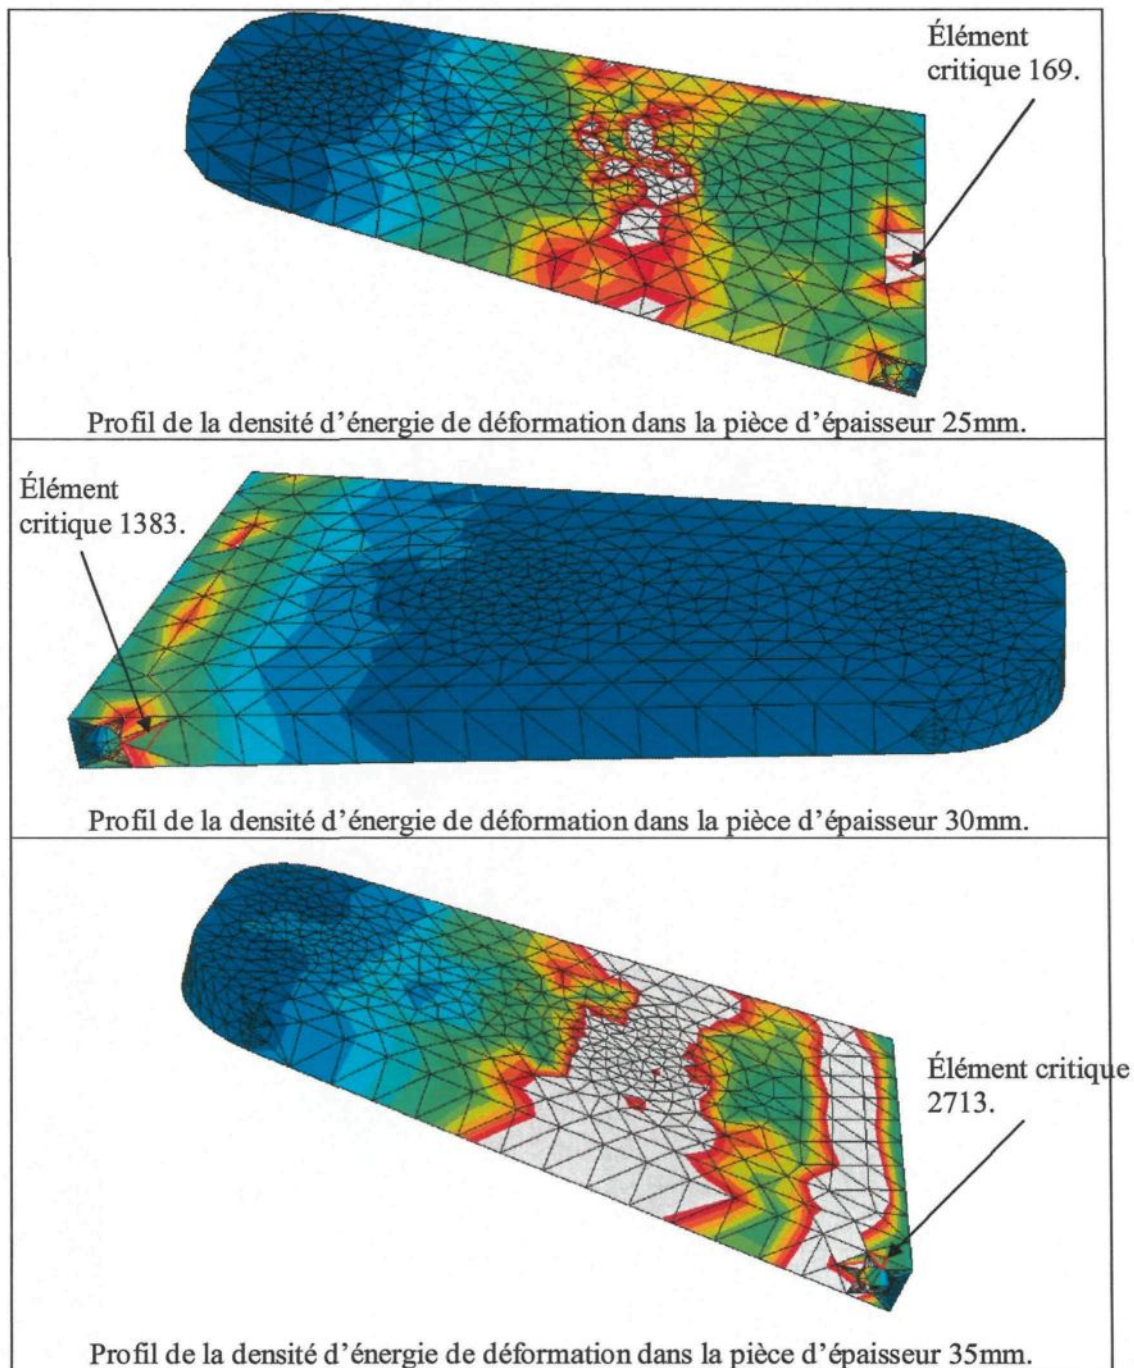 Élément
critique 169.
Profil de la densité d'énergie de déformation dans la pièce d'épaisseur 25mm.
Élément
critique 1383.
Profil de la densité d'énergie de déformation dans la pièce d'épaisseur 30mm.
Élément critique
2713.
Profil de la densité d'énergie de déformation dans la pièce d'épaisseur 35mm.